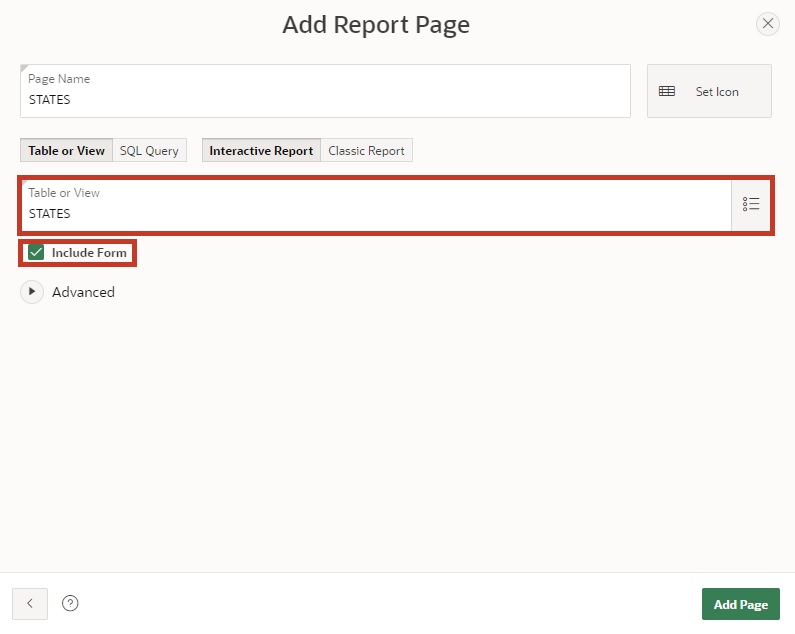 Add Report Page
Page Name
STATES
Set Icon
Table or View SQL Query Interactive Report Classic Report
Table or View
STATES
Include Form
Advanced
?
Add Page